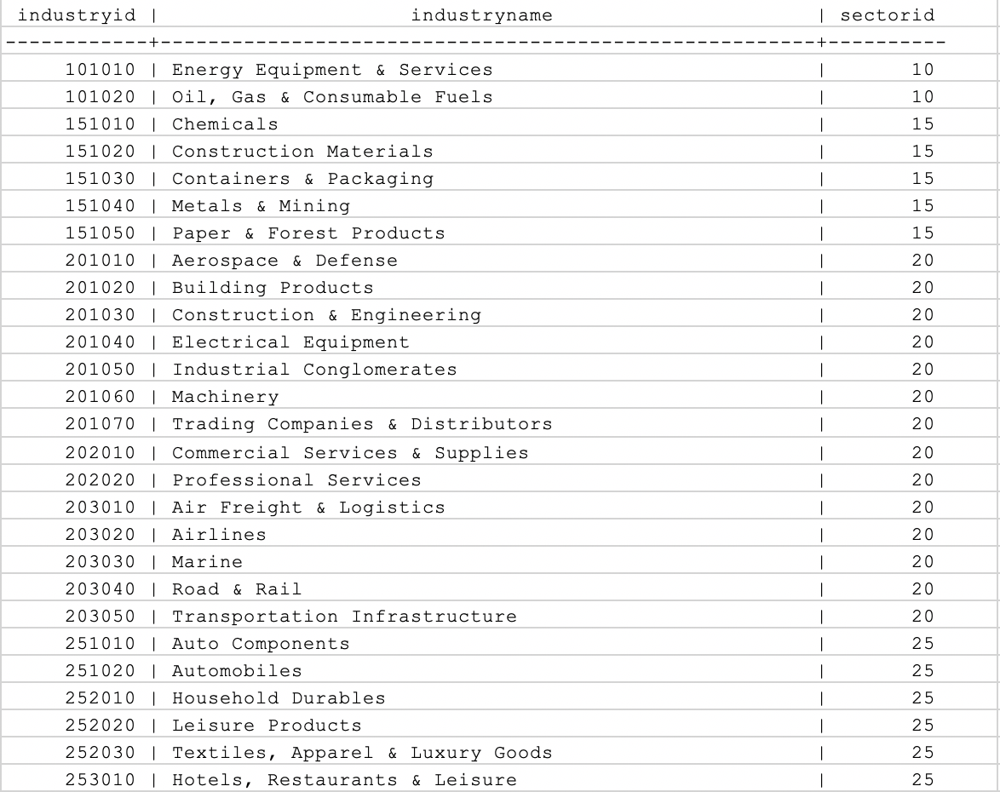 industryid | industryname | sectorid
------------+-------------------------------------------------------+----------
101010 | Energy Equipment & Services | 10
101020 | Oil, Gas & Consumable Fuels | 10
151010 | Chemicals | 15
151020 | Construction Materials | 15
151030 | Containers & Packaging | 15
151040 | Metals & Mining | 15
151050 | Paper & Forest Products | 15
201010 | Aerospace & Defense | 20
201020 | Building Products | 20
201030 | Construction & Engineering | 20
201040 | Electrical Equipment | 20
201050 | Industrial Conglomerates | 20
201060 | Machinery | 20
201070 | Trading Companies & Distributors | 20
202010 | Commercial Services & Supplies | 20
202020 | Professional Services | 20
203010 | Air Freight & Logistics | 20
203020 | Airlines | 20
203030 | Marine | 20
203040 | Road & Rail | 20
203050 | Transportation Infrastructure | 20
251010 | Auto Components | 25
251020 | Automobiles | 25
252010 | Household Durables | 25
252020 | Leisure Products | 25
252030 | Textiles, Apparel & Luxury Goods | 25
253010 | Hotels, Restaurants & Leisure | 25